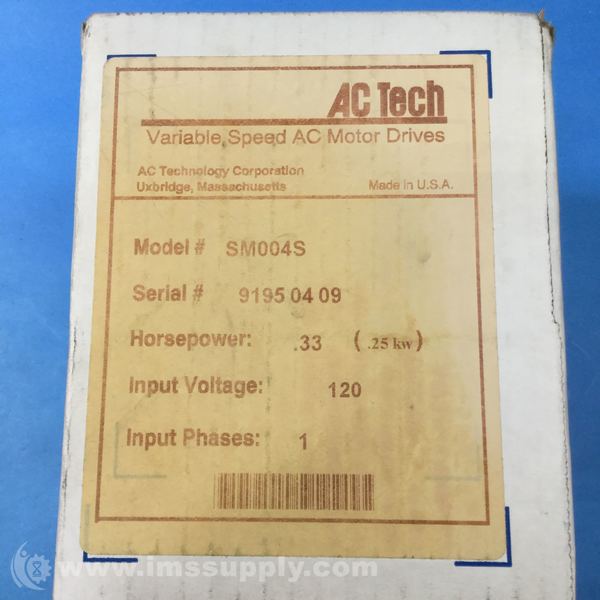 AC Tech
Variable Speed AC Motor Drives
AC Technology Corporation
Uxbridge, Massachusetts Made in U.S.A.
Model # SM004S
Serial # 9195 04 09
Horsepower: .33 ( .25 kw )
Input Voltage: 120
Input Phases: 1
www.imssupply.com